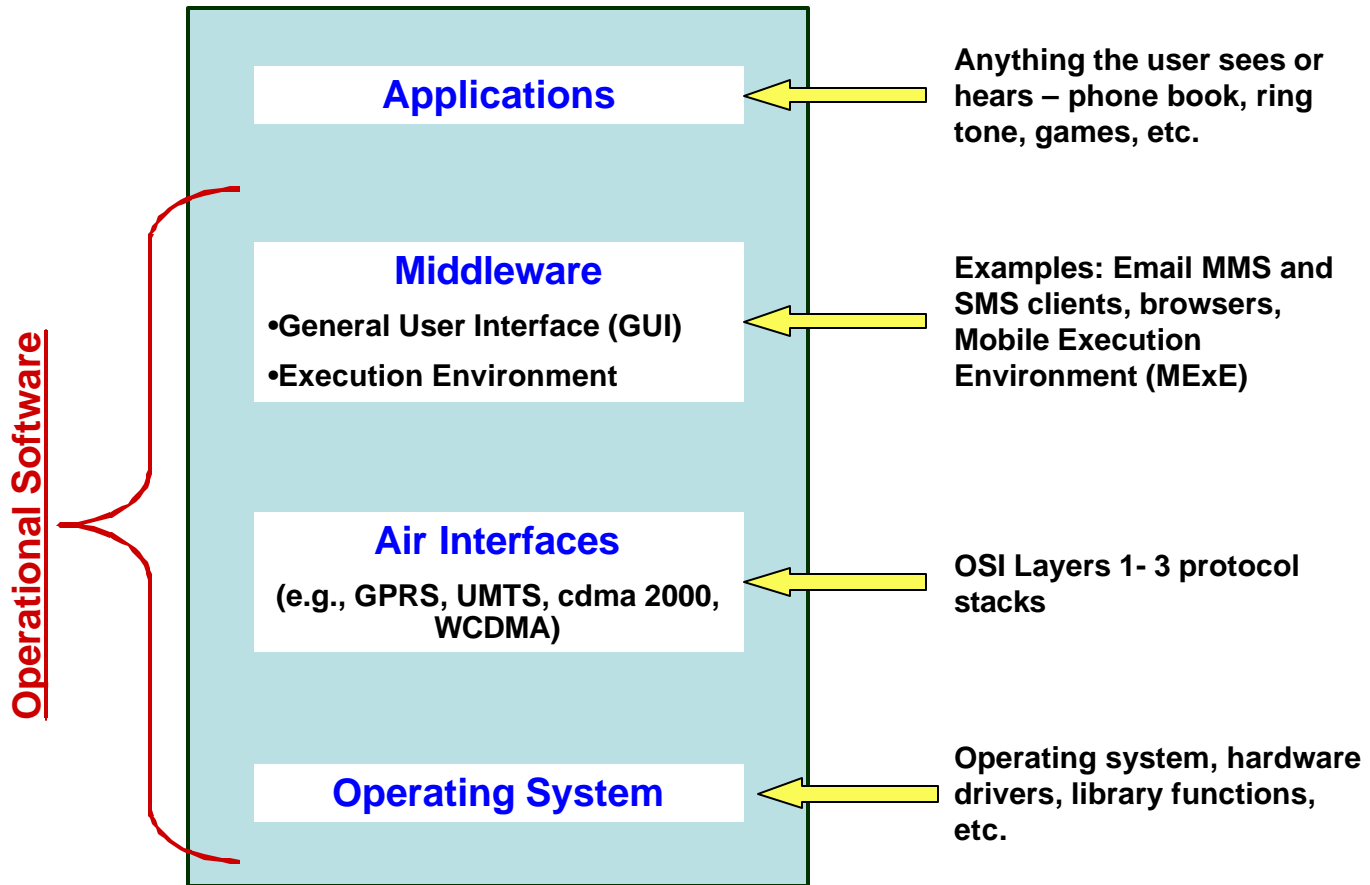 Applications
Anything the user sees or
hears – phone book, ring
tone, games, etc.
Operational Software
Middleware
•General User Interface (GUI)
•Execution Environment
Examples: Email MMS and
SMS clients, browsers,
Mobile Execution
Environment (MExE)
Air Interfaces
(e.g., GPRS, UMTS, cdma 2000,
WCDMA)
OSI Layers 1- 3 protocol
stacks
Operating System
Operating system, hardware
drivers, library functions,
etc.